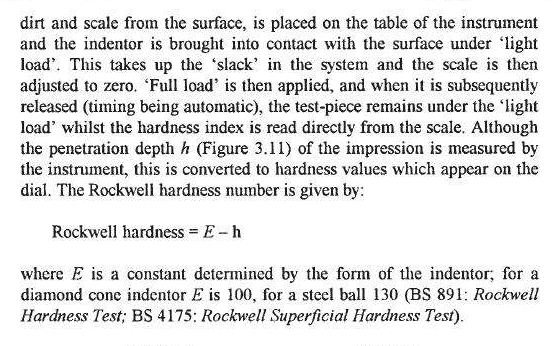 dirt and scale from the surface, is placed on the table of the instrument
and the indentor is brought into contact with the surface under ‘light
load’. This takes up the ‘slack’ in the system and the scale is then
adjusted to zero. ‘Full load’ is then applied, and when it is subsequently
released (timing being automatic), the test-piece remains under the ‘light
load’ whilst the hardness index is read directly from the scale. Although
the penetration depth h (Figure 3.11) of the impression is measured by
the instrument, this is converted to hardness values which appear on the
dial. The Rockwell hardness number is given by:
Rockwell hardness = E – h
where E is a constant determined by the form of the indentor; for a
diamond cone indentor E is 100, for a steel ball 130 (BS 891: Rockwell
Hardness Test; BS 4175: Rockwell Superficial Hardness Test).